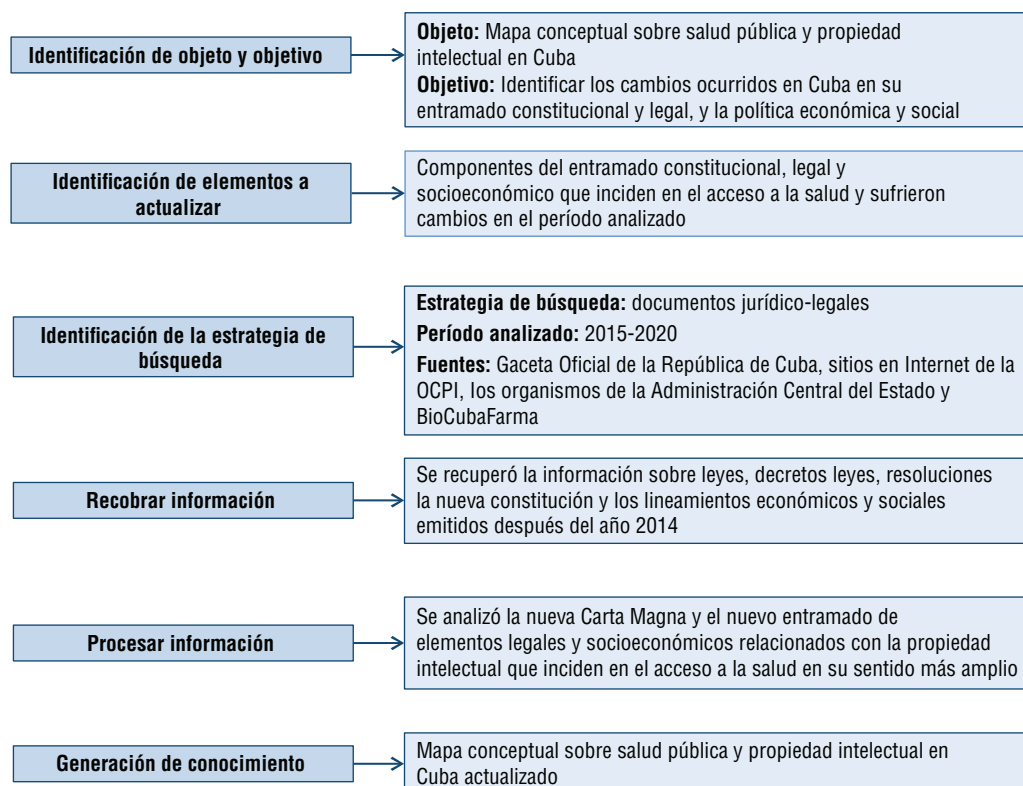 Identificación de objeto y objetivo
Objeto: Mapa conceptual sobre salud pública y propiedad
intelectual en Cuba
Objetivo: Identificar los cambios ocurridos en Cuba en su
entramado constitucional y legal, y la política económica y social
Identificación de elementos a
actualizar
Componentes del entramado constitucional, legal y
socioeconómico que inciden en el acceso a la salud y sufrieron
cambios en el período analizado
Identificación de la estrategia de
búsqueda
Estrategia de búsqueda: documentos jurídico-legales
Período analizado: 2015-2020
Fuentes: Gaceta Oficial de la República de Cuba, sitios en Internet de la
OCPI, los organismos de la Administración Central del Estado y
BioCubaFarma
Recobrar información
Se recuperó la información sobre leyes, decretos leyes, resoluciones
la nueva constitución y los lineamientos económicos y sociales
emitidos después del año 2014
Procesar información
Se analizó la nueva Carta Magna y el nuevo entramado de
elementos legales y socioeconómicos relacionados con la propiedad
intelectual que inciden en el acceso a la salud en su sentido más amplio
Generación de conocimiento
Mapa conceptual sobre salud pública y propiedad intelectual en
Cuba actualizado